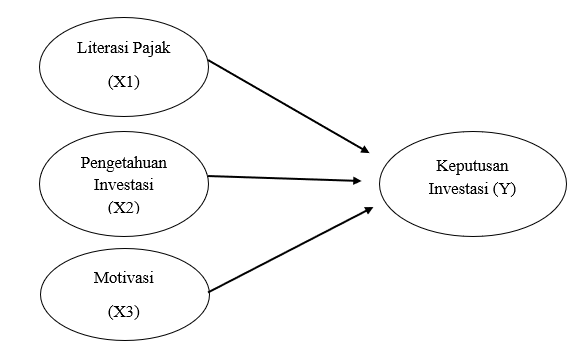 Literasi Pajak
(X1)
Pengetahuan
Investasi
(X2)
Motivasi
(X3)
Keputusan
Investasi (Y)